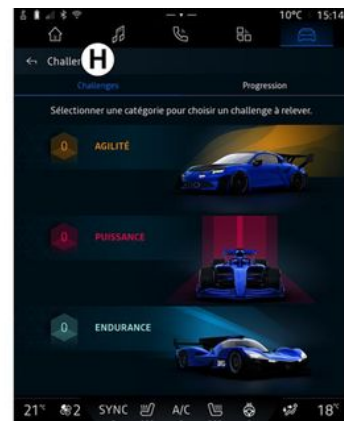 10°C 15:14
Challen
H
Challenges Progression
Sélectionner une catégorie pour choisir un challenge à relever.
0 AGILITÉ
0 PUISSANCE
0 ENDURANCE
21°C 2 SYNC A/C 18°C